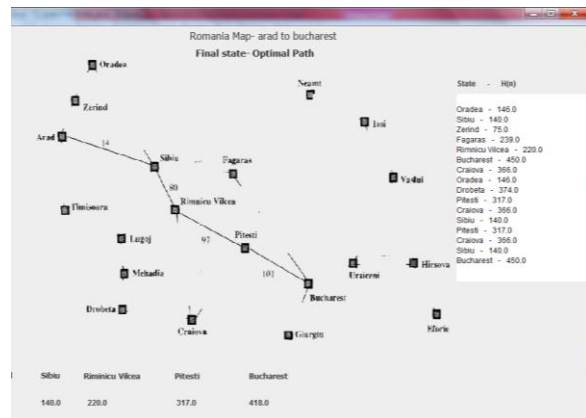 Romania Map- arad to bucharest
Final state- Optimal Path
Oradea
Neamt
Zerind
Iasi
Arad
14
Sibiu
Fagaras
80
Vaslui
Timisoara
Rimnicu Vilcea
Lugoj
97
Pitesti
Mehadia
101
Urziceni
Hirsova
Bucharest
Drobeta
Craiova
Giurgiu
Eforie
State - H(n)
Oradea - 146.0
Sibiu - 140.0
Zerind - 75.0
Fagaras - 239.0
Rimnicu Vilcea - 220.0
Bucharest - 450.0
Craiova - 366.0
Oradea - 146.0
Drobeta - 374.0
Pitesti - 317.0
Craiova - 366.0
Sibiu - 140.0
Pitesti - 317.0
Craiova - 366.0
Sibiu - 140.0
Bucharest - 450.0
Sibiu Riminicu Vilcea Pitesti Bucharest
140.0 220.0 317.0 418.0